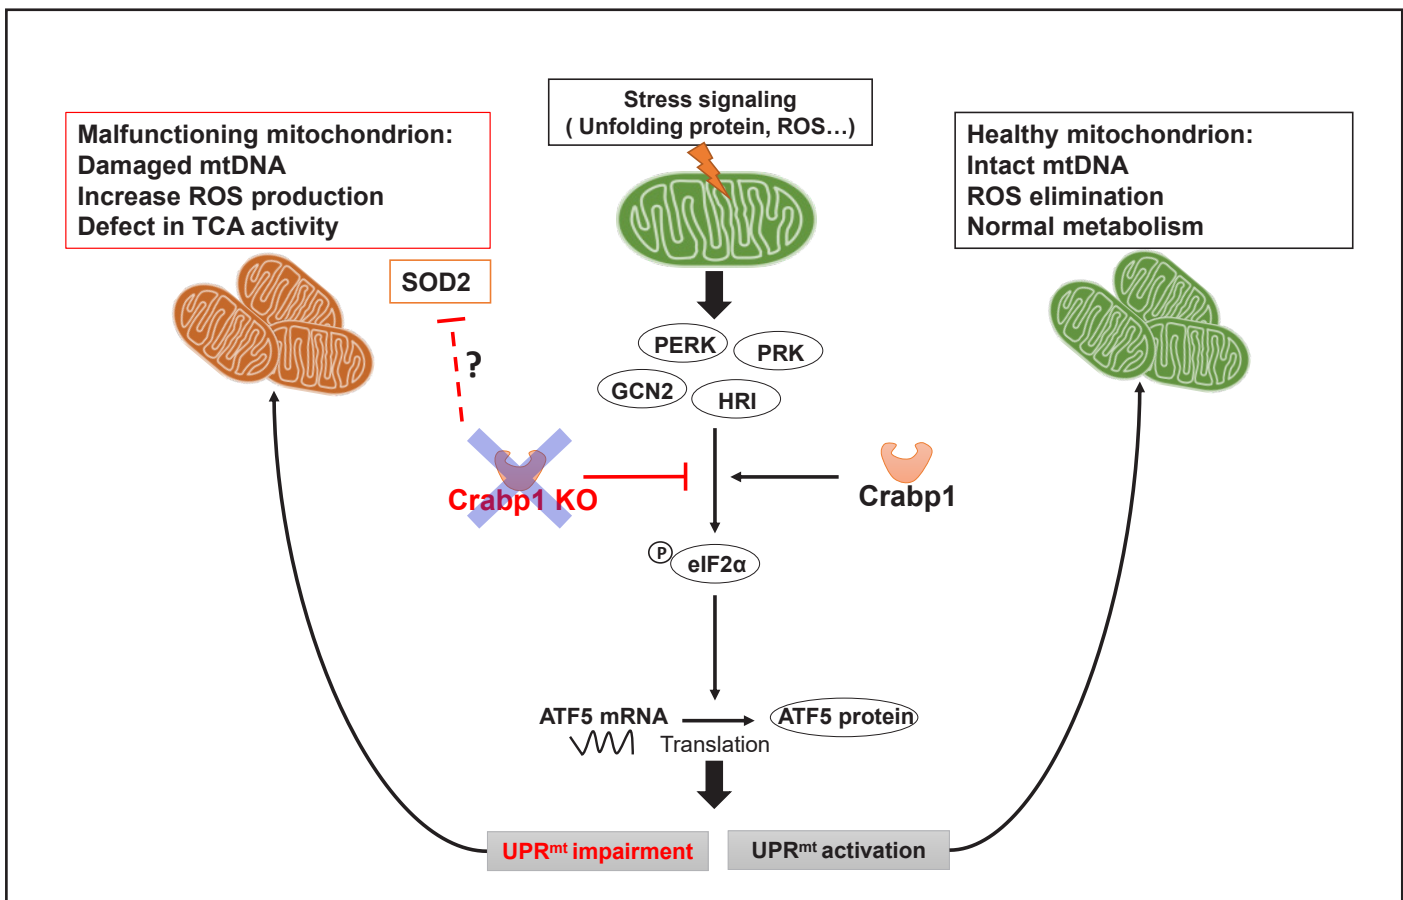 Stress signaling
( Unfolding protein, ROS...)
Malfunctioning mitochondrion:
Damaged mtDNA
Increase ROS production
Defect in TCA activity
Healthy mitochondrion:
Intact mtDNA
ROS elimination
Normal metabolism
SOD2
?
PERK
PRK
GCN2
HRI
Crabp1 KO
Crabp1
P
eIF2α
ATF5 mRNA
ATF5 protein
Translation
UPRmt impairment
UPRmt activation